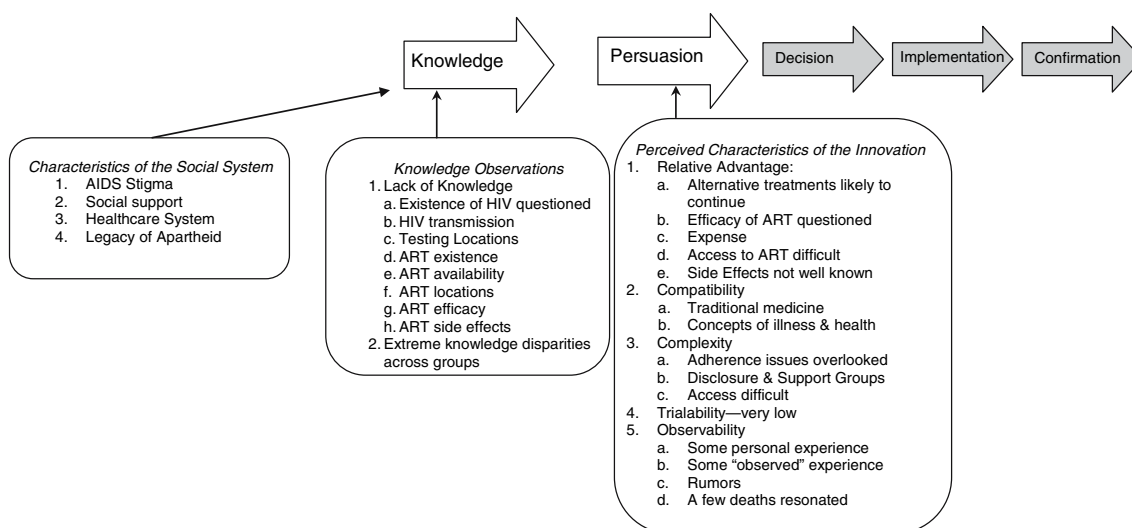 Knowledge
Persuasion
Decision
Implementation
Confirmation
Characteristics of the Social System
1. AIDS Stigma
2. Social support
3. Healthcare System
4. Legacy of Apartheid
Knowledge Observations
1. Lack of Knowledge
a. Existence of HIV questioned
b. HIV transmission
c. Testing Locations
d. ART existence
e. ART availability
f. ART locations
g. ART efficacy
h. ART side effects
2. Extreme knowledge disparities
across groups
Perceived Characteristics of the Innovation
1. Relative Advantage:
a. Alternative treatments likely to
continue
b. Efficacy of ART questioned
c. Expense
d. Access to ART difficult
e. Side Effects not well known
2. Compatibility
a. Traditional medicine
b. Concepts of illness & health
3. Complexity
a. Adherence issues overlooked
b. Disclosure & Support Groups
c. Access difficult
4. Trialability—very low
5. Observability
a. Some personal experience
b. Some “observed” experience
c. Rumors
d. A few deaths resonated